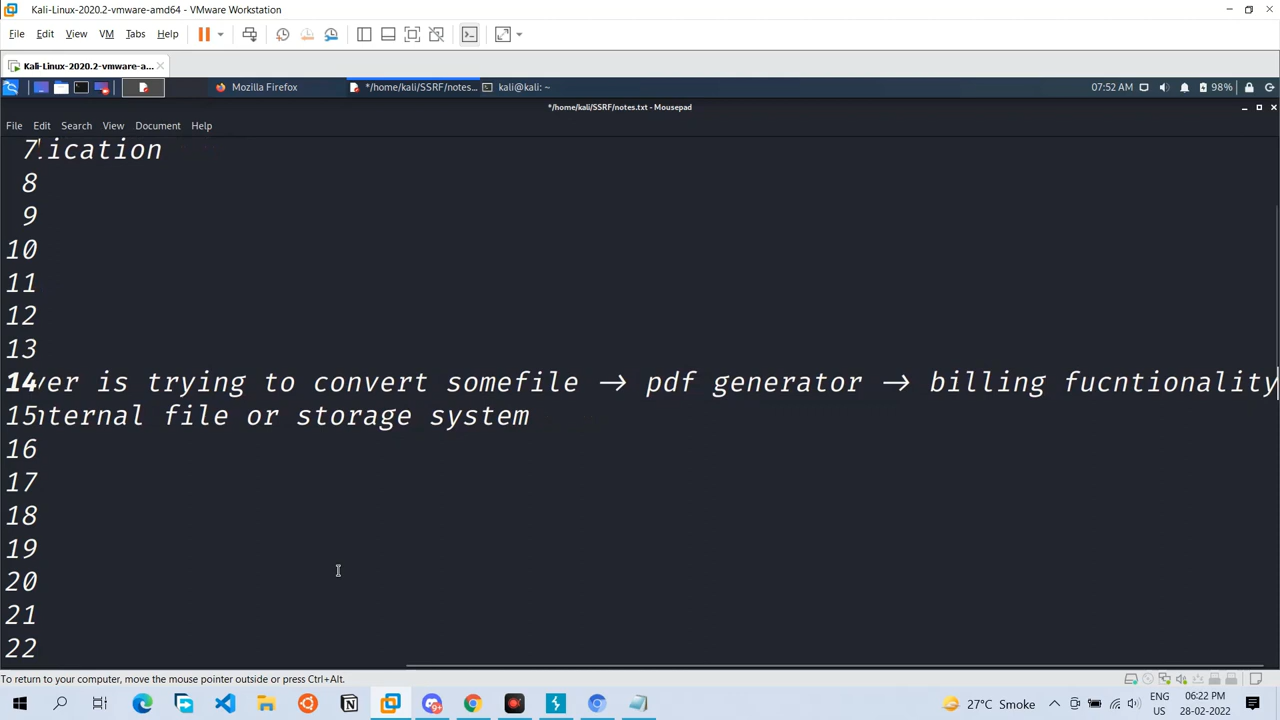 Kali-Linux-2020.2-vmware-amd64 - VMware Workstation
File Edit View VM Tabs Help
Kali-Linux-2020.2-vmware-a...
Mozilla Firefox */home/kali/SSRF/notes... kali@kali: ~ 07:52 AM 98%
*/home/kali/SSRF/notes.txt - Mousepad
File Edit Search View Document Help
7 ication
8
9
10
11
12
13
14 ver is trying to convert somefile -> pdf generator -> billing fucntionality
15 nternal file or storage system
16
17
18
19
20
21
22
To return to your computer, move the mouse pointer outside or press Ctrl+Alt.
27°C Smoke ENG 06:22 PM
US 28-02-2022